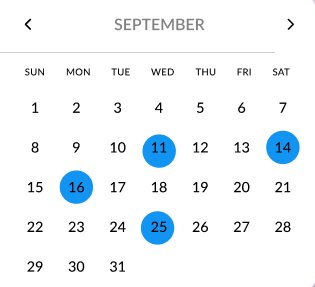 SEPTEMBER
SUN MON TUE WED THU FRI SAT
1 2 3 4 5 6 7
8 9 10 11 12 13 14
15 16 17 18 19 20 21
22 23 24 25 26 27 28
29 30 31